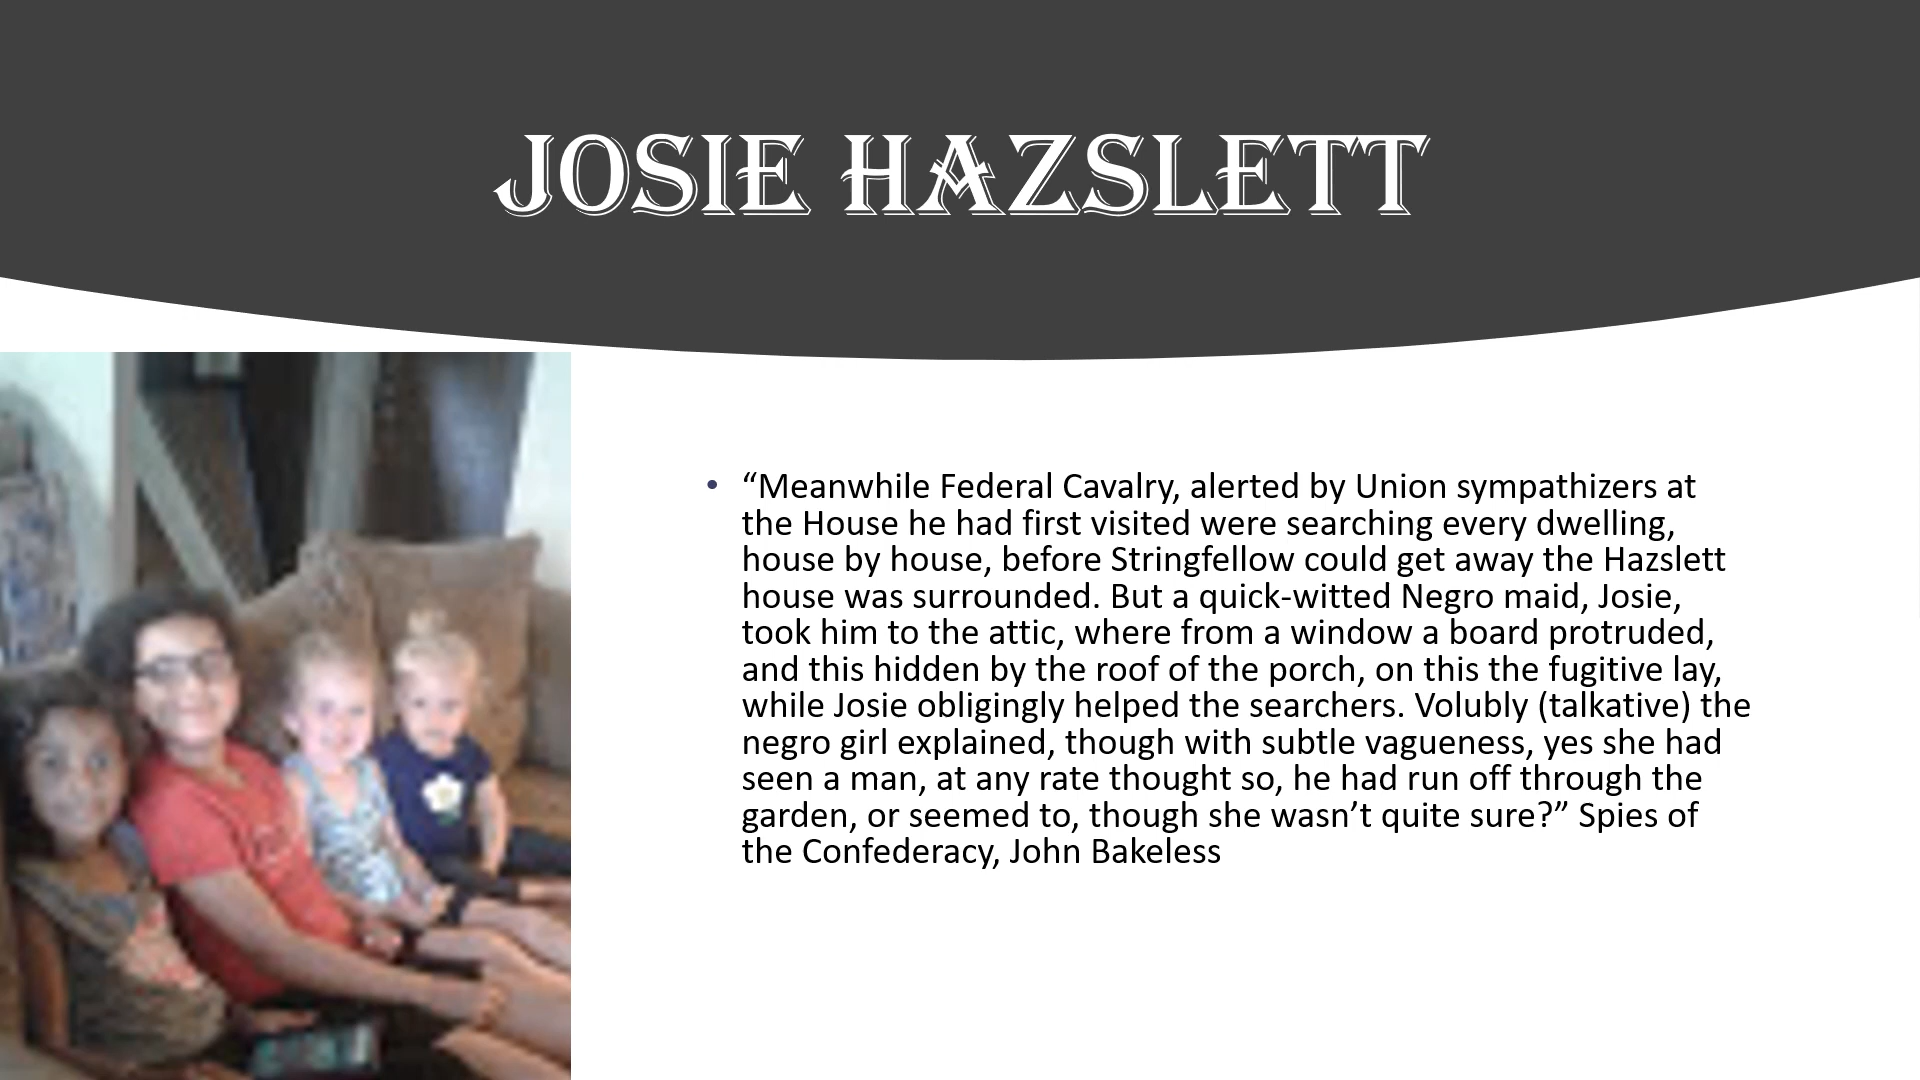 JOSIE HAZSLETT
• “Meanwhile Federal Cavalry, alerted by Union sympathizers at
the House he had first visited were searching every dwelling,
house by house, before Stringfellow could get away the Hazslett
house was surrounded. But a quick-witted Negro maid, Josie,
took him to the attic, where from a window a board protruded,
and this hidden by the roof of the porch, on this the fugitive lay,
while Josie obligingly helped the searchers. Volubly (talkative) the
negro girl explained, though with subtle vagueness, yes she had
seen a man, at any rate thought so, he had run off through the
garden, or seemed to, though she wasn’t quite sure?” Spies of
the Confederacy, John Bakeless